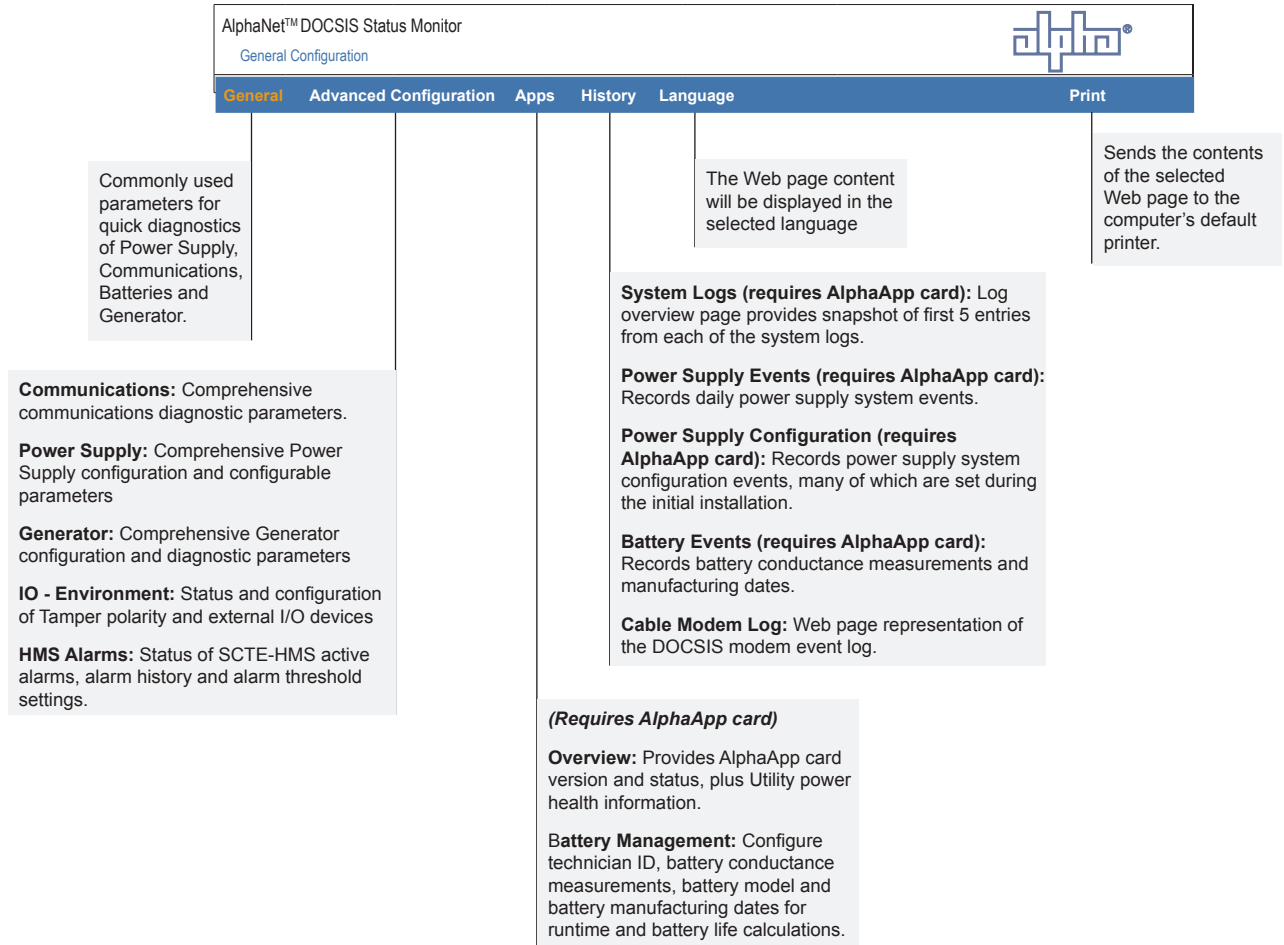 AlphaNet™ DOCSIS Status Monitor
General Configuration
alpha®
General Advanced Configuration Apps History Language Print
Commonly used
parameters for
quick diagnostics
of Power Supply,
Communications,
Batteries and
Generator.
The Web page content
will be displayed in the
selected language
Sends the contents
of the selected
Web page to the
computer’s default
printer.
Communications: Comprehensive
communications diagnostic parameters.
Power Supply: Comprehensive Power
Supply configuration and configurable
parameters
Generator: Comprehensive Generator
configuration and diagnostic parameters
IO - Environment: Status and configuration
of Tamper polarity and external I/O devices
HMS Alarms: Status of SCTE-HMS active
alarms, alarm history and alarm threshold
settings.
System Logs (requires AlphaApp card): Log
overview page provides snapshot of first 5 entries
from each of the system logs.
Power Supply Events (requires AlphaApp card):
Records daily power supply system events.
Power Supply Configuration (requires
AlphaApp card): Records power supply system
configuration events, many of which are set during
the initial installation.
Battery Events (requires AlphaApp card):
Records battery conductance measurements and
manufacturing dates.
Cable Modem Log: Web page representation of
the DOCSIS modem event log.
(Requires AlphaApp card)
Overview: Provides AlphaApp card
version and status, plus Utility power
health information.
Battery Management: Configure
technician ID, battery conductance
measurements, battery model and
battery manufacturing dates for
runtime and battery life calculations.